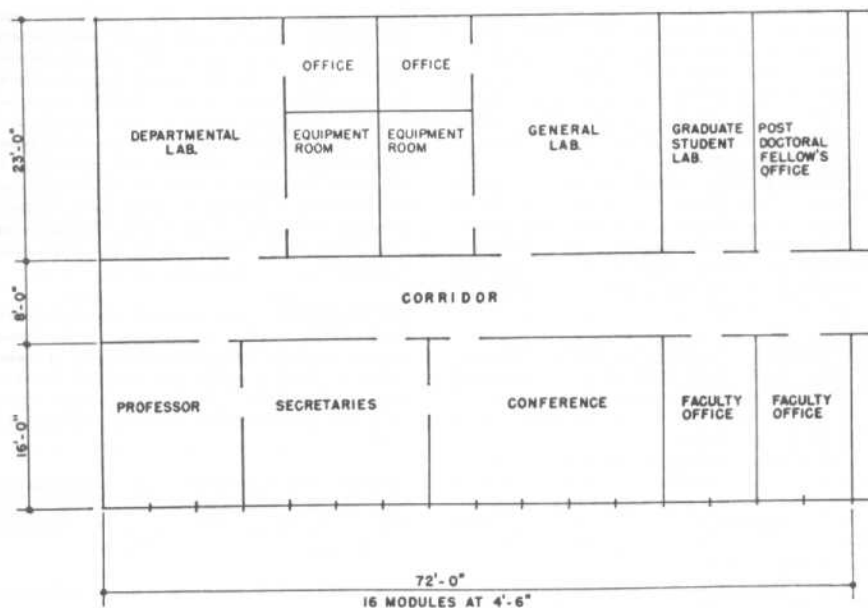 OFFICE
OFFICE
DEPARTMENTAL
LAB.
EQUIPMENT
ROOM
EQUIPMENT
ROOM
GENERAL
LAB.
GRADUATE
STUDENT
LAB.
POST
DOCTORAL
FELLOW'S
OFFICE
23'-0"
CORRIDOR
8'-0"
PROFESSOR
SECRETARIES
CONFERENCE
FACULTY
OFFICE
FACULTY
OFFICE
16'-0"
72'-0"
16 MODULES AT 4'-6"